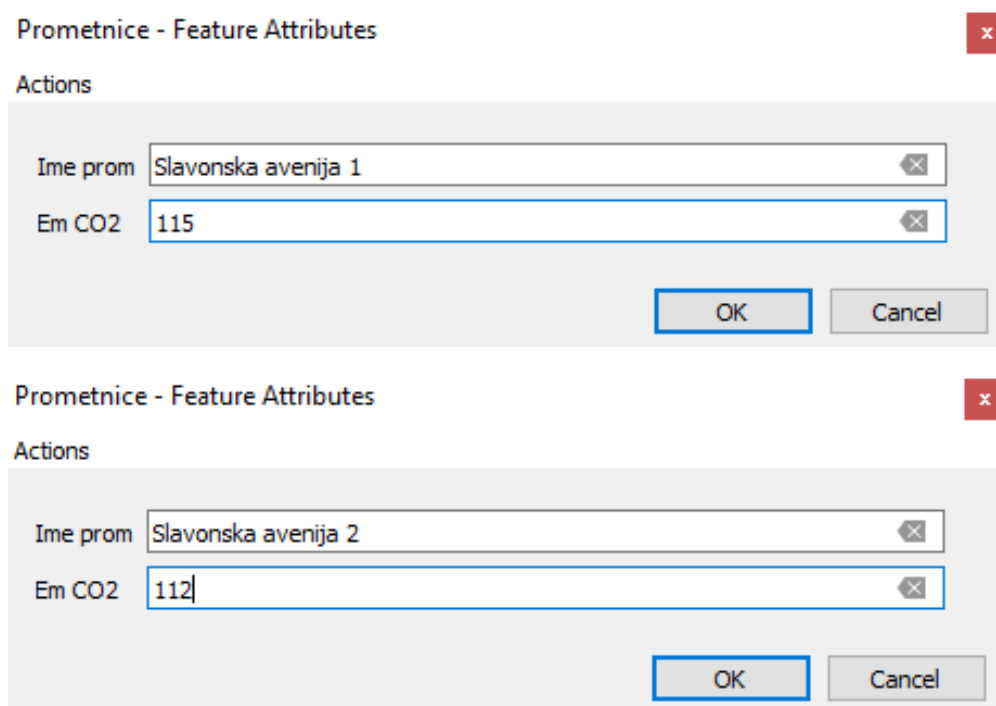 Prometnice - Feature Attributes x
Actions
Ime prom Slavonska avenija 1
Em CO2 115
OK Cancel
Prometnice - Feature Attributes x
Actions
Ime prom Slavonska avenija 2
Em CO2 112
OK Cancel